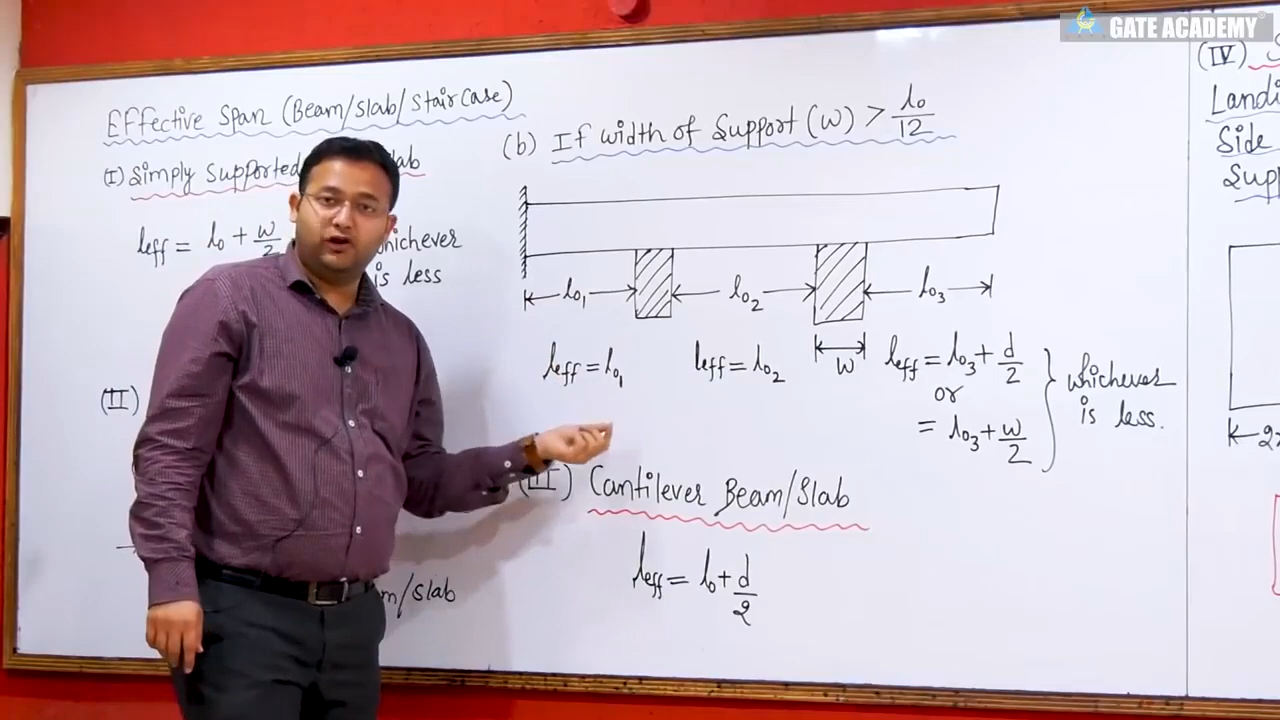 GATE ACADEMY
Effective Span (Beam/Slab/Staircase)
(I) Simply Supported
leff = l0 + w/2
whichever
is less
(II)
m/Slab
(b) If width of Support (w) > l0/12
l01 l02 l03
w
leff = l01 leff = l02 leff = l03 + d/2
or
= l03 + w/2
whichever
is less.
(III) Cantilever Beam/Slab
leff = l0 + d/2
(IV)
Side